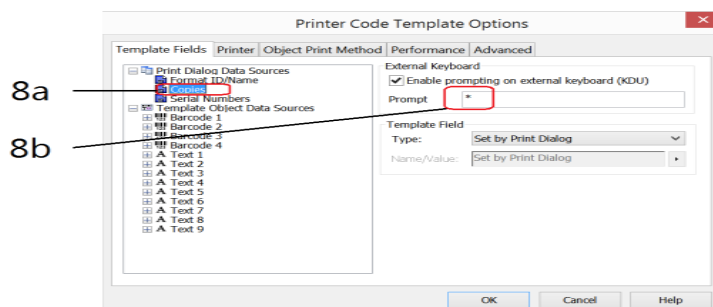 Printer Code Template Options
Template Fields Printer Object Print Method Performance Advanced
Print Dialog Data Sources
Format ID/Name
Copies
Serial Numbers
Template Object Data Sources
Barcode 1
Barcode 2
Barcode 3
Barcode 4
Text 1
Text 2
Text 3
Text 4
Text 5
Text 6
Text 7
Text 8
Text 9
External Keyboard
Enable prompting on external keyboard (KDU)
Prompt *
Template Field
Type: Set by Print Dialog
Name/Value: Set by Print Dialog
OK Cancel Help
8a
8b